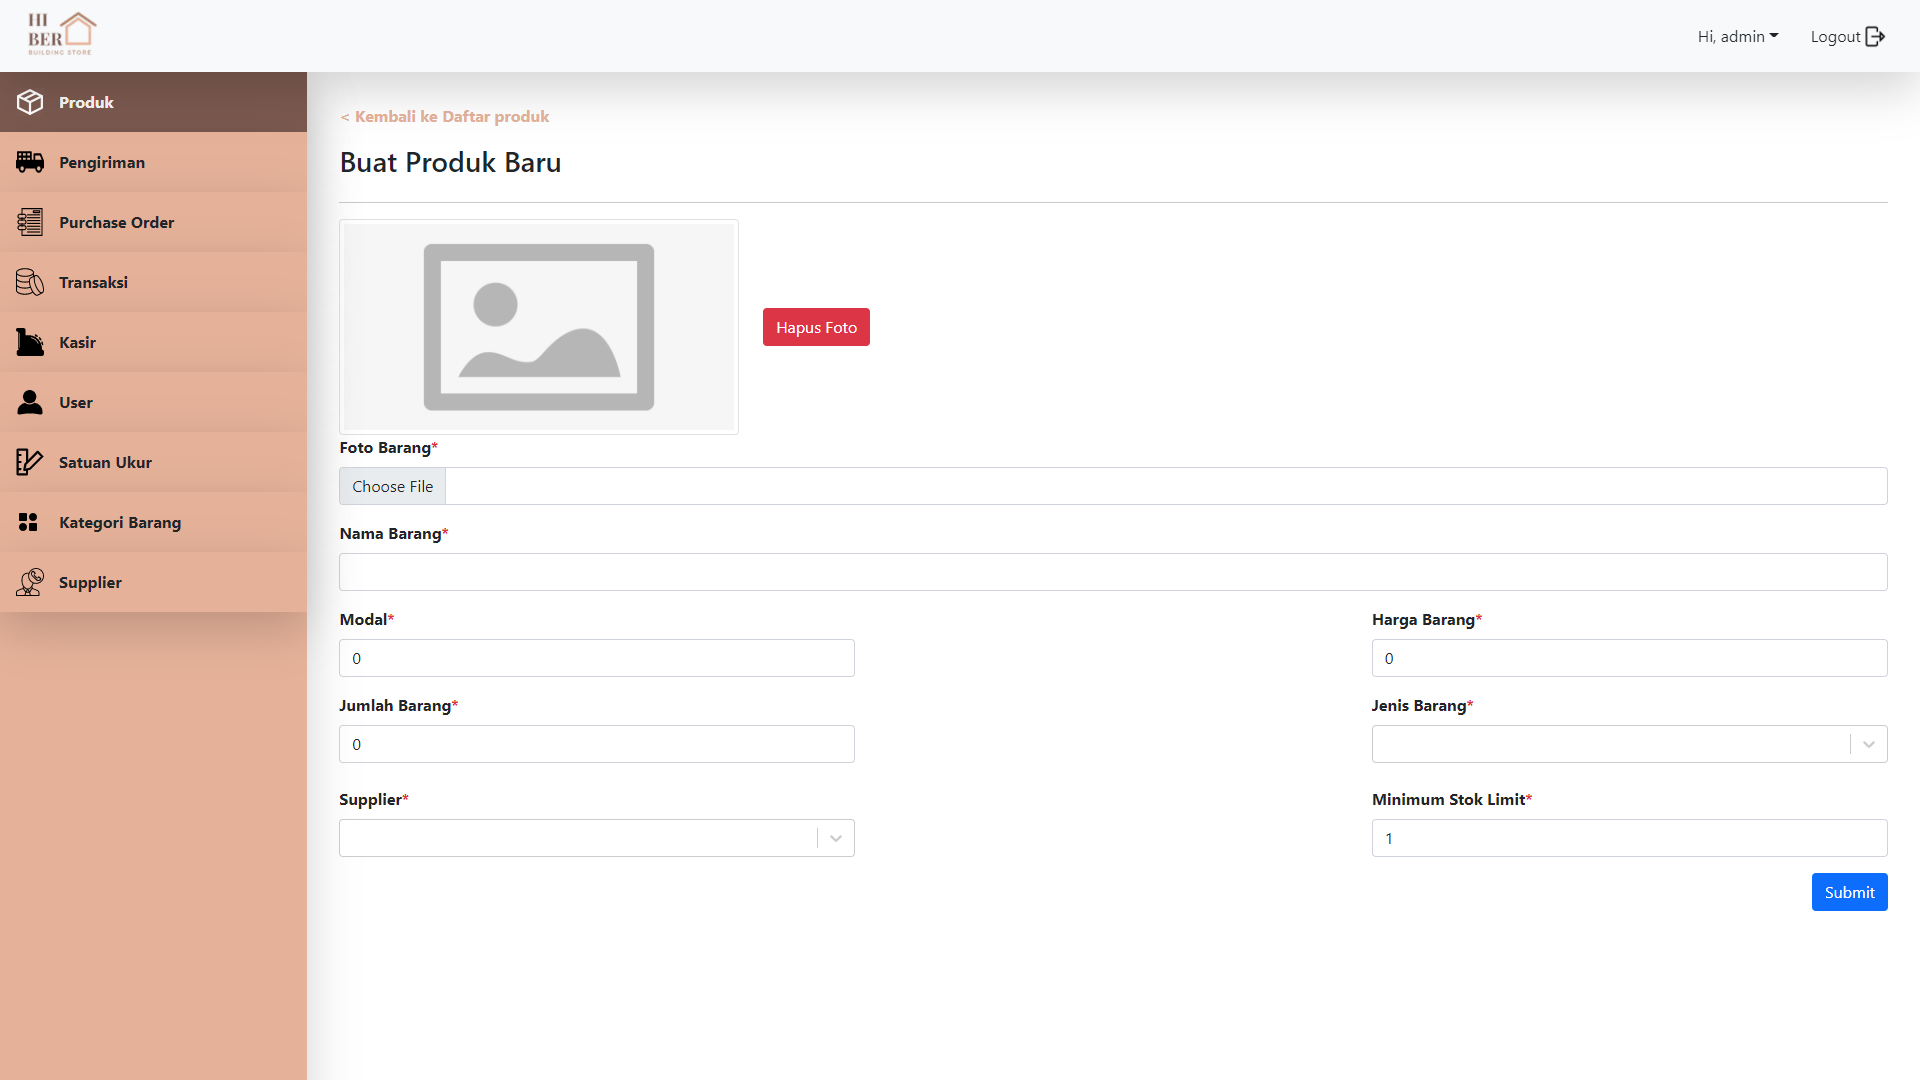 HI
BER
BUILDING STORE
Hi, admin
Logout
Produk
Pengiriman
Purchase Order
Transaksi
Kasir
User
Satuan Ukur
Kategori Barang
Supplier
< Kembali ke Daftar produk
Buat Produk Baru
Hapus Foto
Foto Barang*
Choose File
Nama Barang*
Modal*
Harga Barang*
0
0
Jumlah Barang*
Jenis Barang*
0
Supplier*
Minimum Stok Limit*
1
Submit